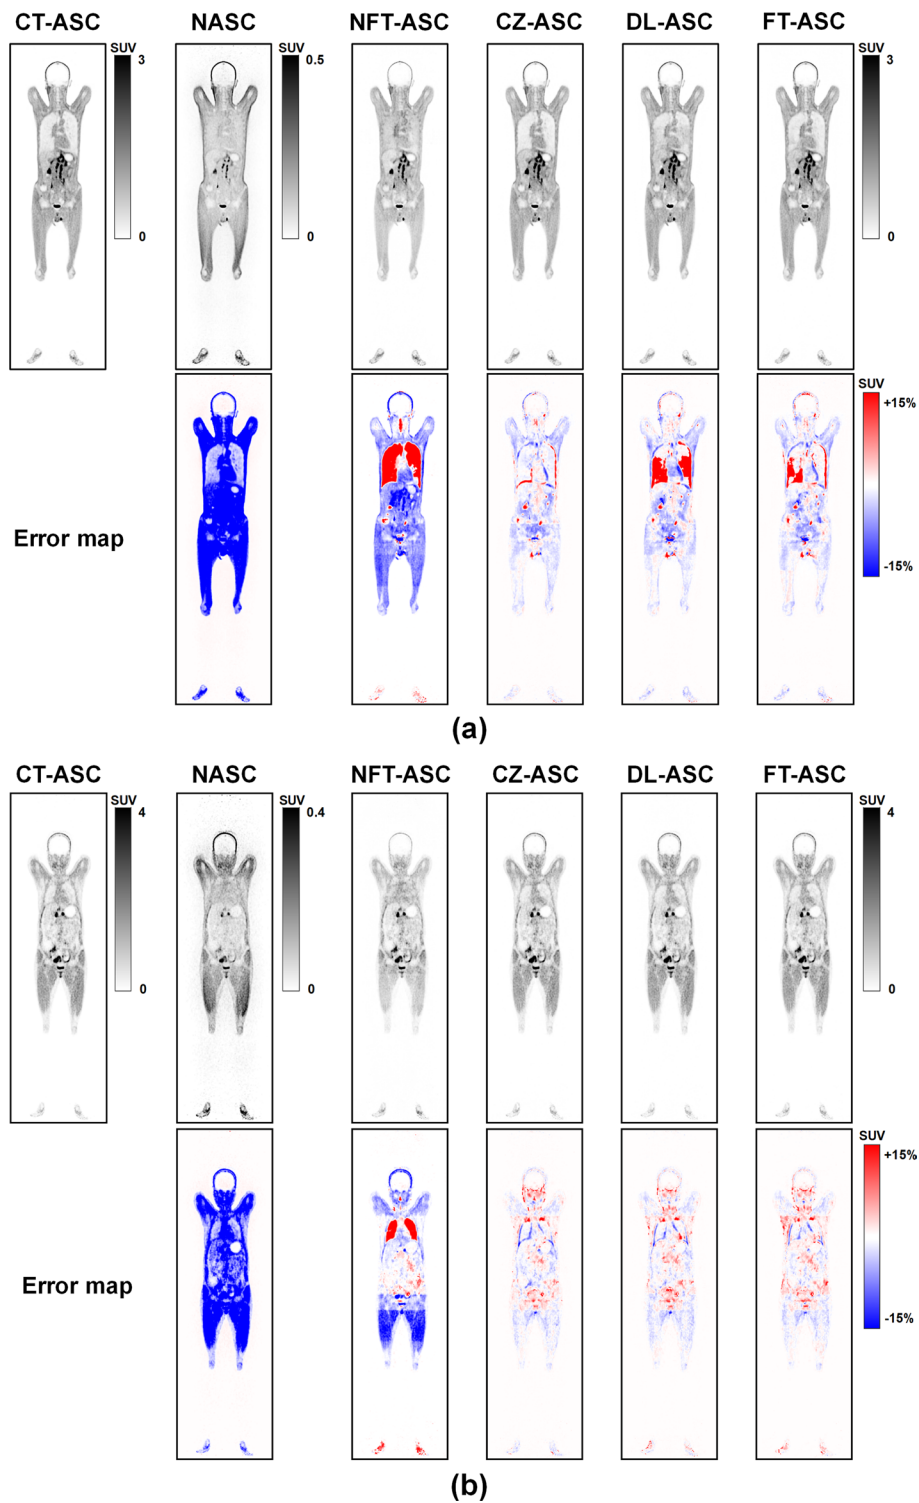 CT-ASC NASC NFT-ASC CZ-ASC DL-ASC FT-ASC
SUV SUV SUV
3 0.5 3
0 0 0
SUV
+15%
Error map
-15%
(a)
CT-ASC NASC NFT-ASC CZ-ASC DL-ASC FT-ASC
SUV SUV SUV
4 0.4 4
0 0 0
SUV
+15%
Error map
-15%
(b)